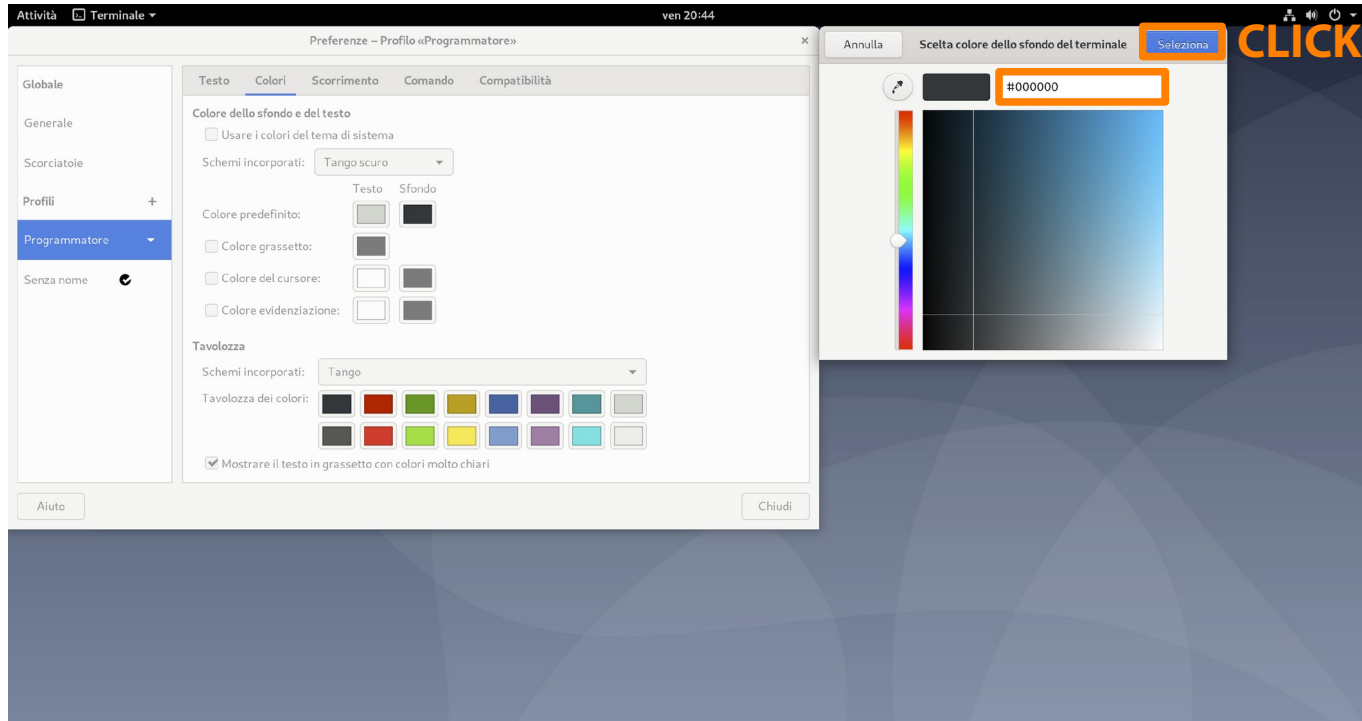 Attività Terminale ven 20:44
Preferenze – Profilo «Programmatore» ×
Annulla Scelta colore dello sfondo del terminale Seleziona CLICK
#000000
Globale
Generale
Scorciatoie
Profili +
Programmatore
Senza nome
Testo Colori Scorrimento Comando Compatibilità
Colore dello sfondo e del testo
Usare i colori del tema di sistema
Schemi incorporati: Tango scuro
Testo Sfondo
Colore predefinito:
Colore grassetto:
Colore del cursore:
Colore evidenziazione:
Tavolozza
Schemi incorporati: Tango
Tavolozza dei colori:
Mostrare il testo in grassetto con colori molto chiari
Aiuto Chiudi